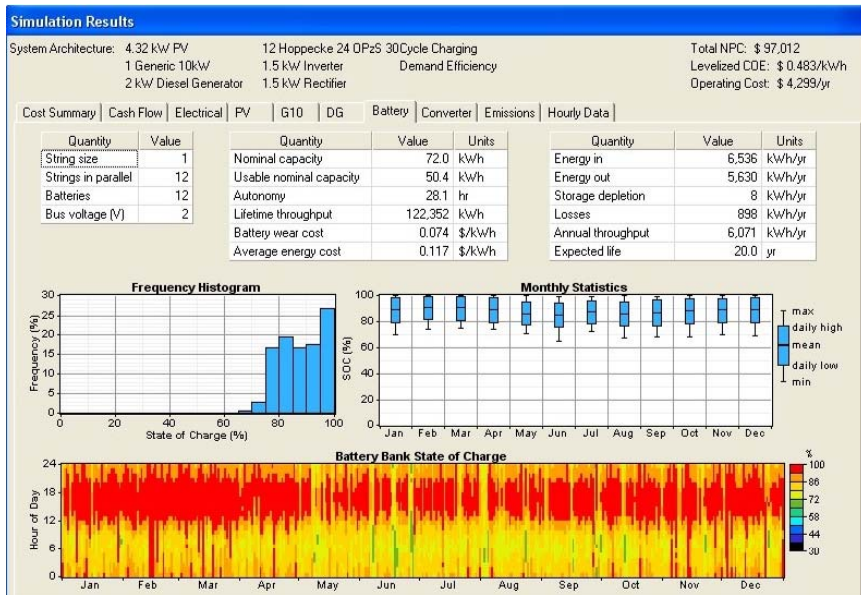 Simulation Results
System Architecture: 4.32 kW PV 12 Hoppecke 24 OPzS 30Cycle Charging Total NPC: $ 97,012
1 Generic 10kW 1.5 kW Inverter Demand Efficiency Levelized COE: $ 0.483/kWh
2 kW Diesel Generator 1.5 kW Rectifier Operating Cost: $ 4,299/yr
Cost Summary Cash Flow Electrical PV G10 DG Battery Converter Emissions Hourly Data
Quantity Value Quantity Value Units Quantity Value Units
String size 1 Nominal capacity 72.0 kWh Energy in 6,536 kWh/yr
Strings in parallel 12 Usable nominal capacity 50.4 kWh Energy out 5,630 kWh/yr
Batteries 12 Autonomy 28.1 hr Storage depletion 8 kWh/yr
Bus voltage (V) 2 Lifetime throughput 122,352 kWh Losses 898 kWh/yr
Battery wear cost 0.074 $/kWh Annual throughput 6,071 kWh/yr
Average energy cost 0.117 $/kWh Expected life 20.0 yr
Frequency Histogram
Frequency (%)
30
25
20
15
10
5
0
0 20 40 60 80 100
State of Charge (%)
Monthly Statistics
SOC (%)
100
80
60
40
20
0
Jan Feb Mar Apr May Jun Jul Aug Sep Oct Nov Dec
max
daily high
mean
daily low
min
Battery Bank State of Charge
Hour of Day
24
18
12
6
0
Jan Feb Mar Apr May Jun Jul Aug Sep Oct Nov Dec
%
100
86
72
58
44
30